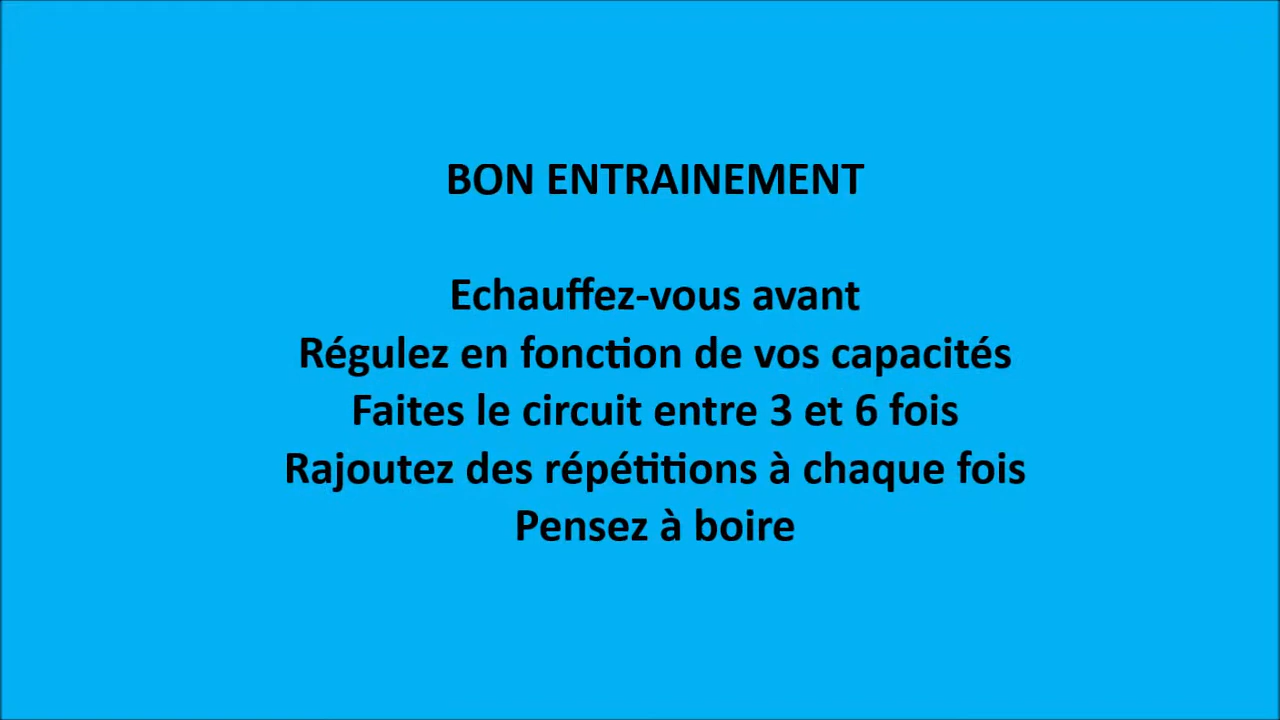 BON ENTRAINEMENT
Echauffez-vous avant
Régulez en fonction de vos capacités
Faites le circuit entre 3 et 6 fois
Rajoutez des répétitions à chaque fois
Pensez à boire